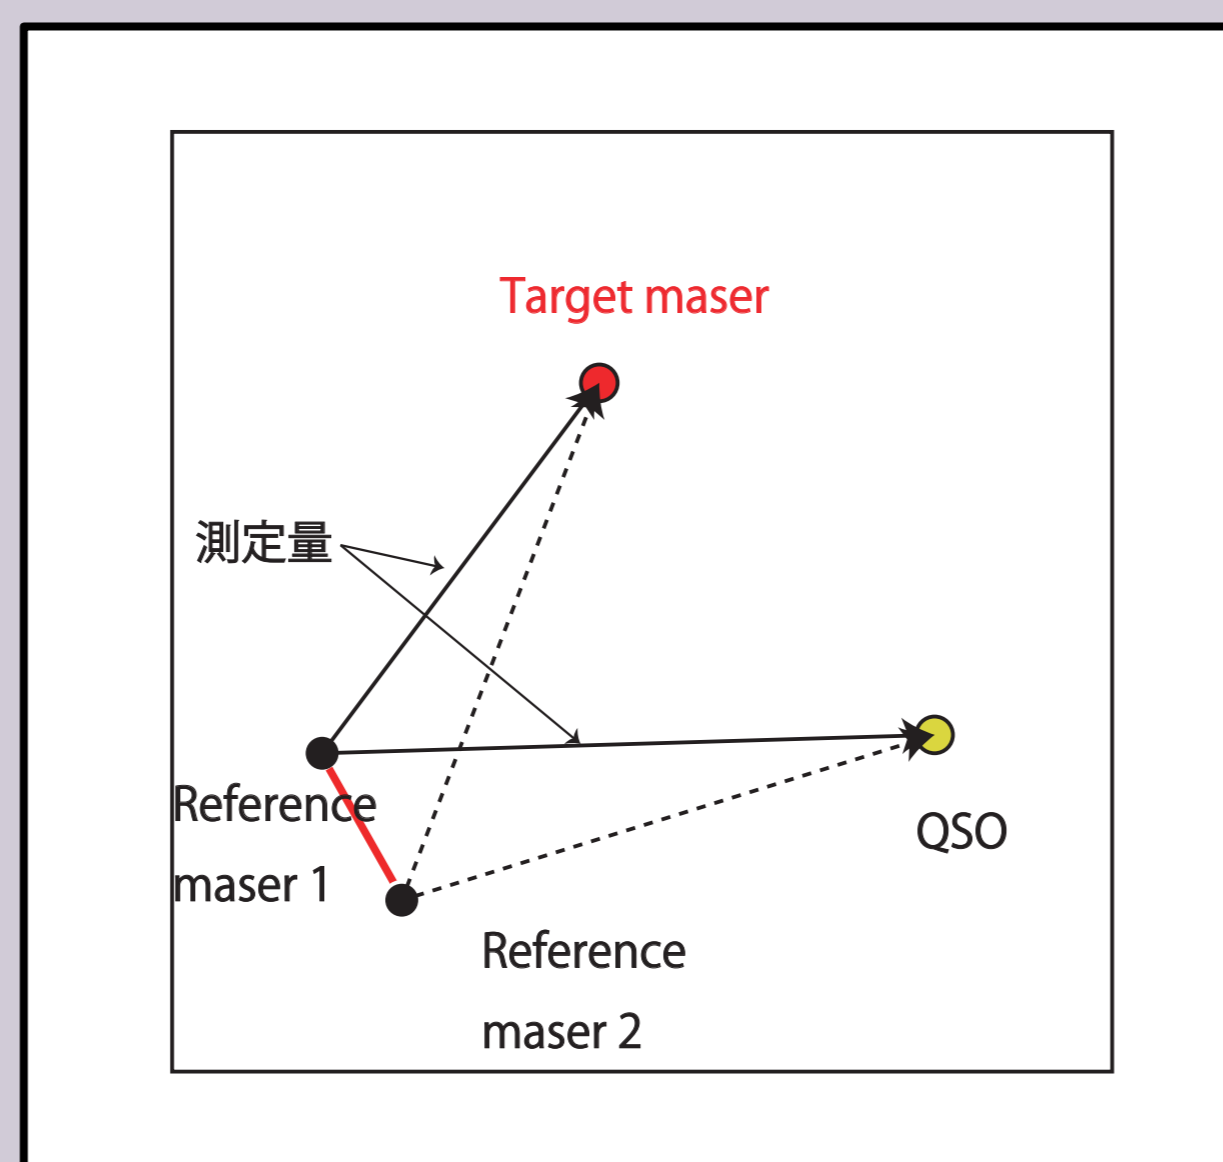 Target maser
測定量
Reference
maser 1
QSO
Reference
maser 2